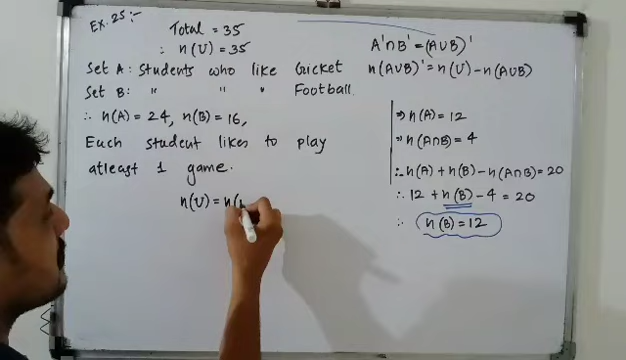 Ex. 25:
Total = 35
∴ n(U) = 35
Set A: Students who like Cricket
Set B: " " " Football.
∴ n(A) = 24, n(B) = 16,
Each student likes to play
atleast 1 game.
n(U) = n(
A'∩B' = (A∪B)'
n(A∪B)' = n(U) - n(A∪B)
⇒ n(A) = 12
⇒ n(A∩B) = 4
∴ n(A) + n(B) - n(A∩B) = 20
∴ 12 + n(B) - 4 = 20
∴ n(B) = 12